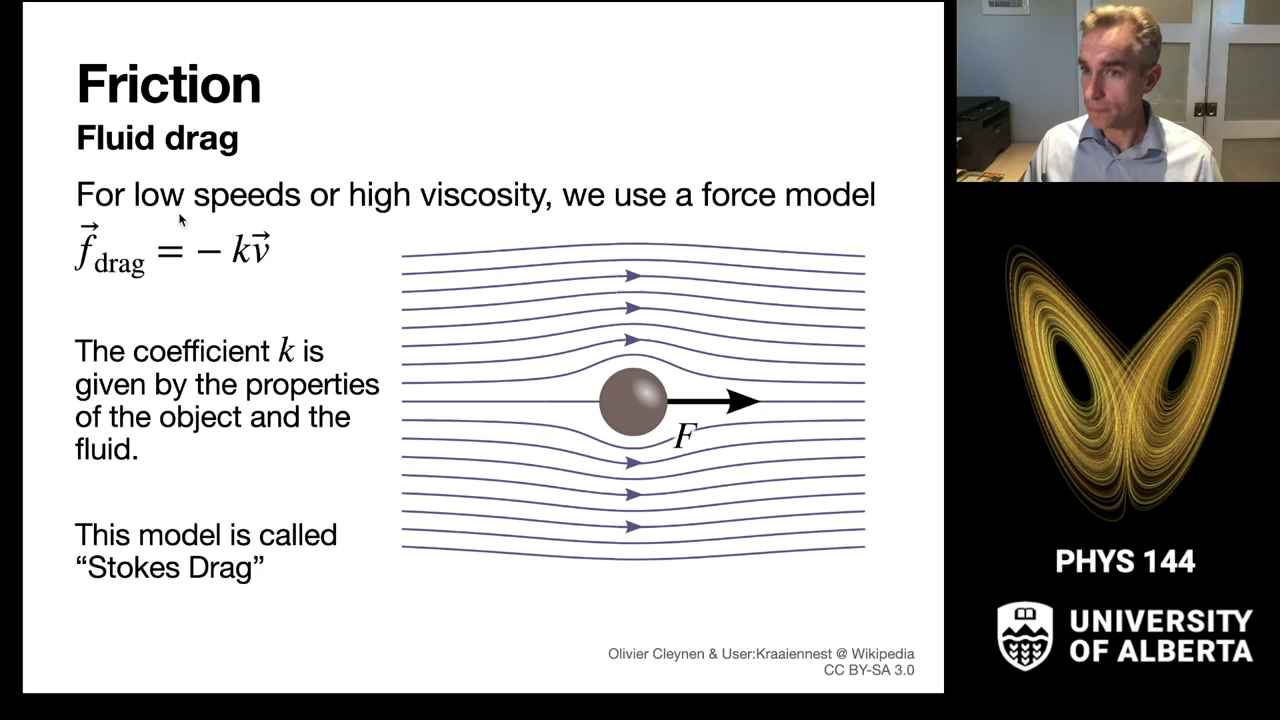 Friction
Fluid drag
For low speeds or high viscosity, we use a force model
f⃗drag = − kv⃗
The coefficient k is
given by the properties
of the object and the
fluid.
F
This model is called
“Stokes Drag”
Olivier Cleynen & User:Kraaiennest @ Wikipedia
CC BY-SA 3.0
PHYS 144
UNIVERSITY
OF ALBERTA